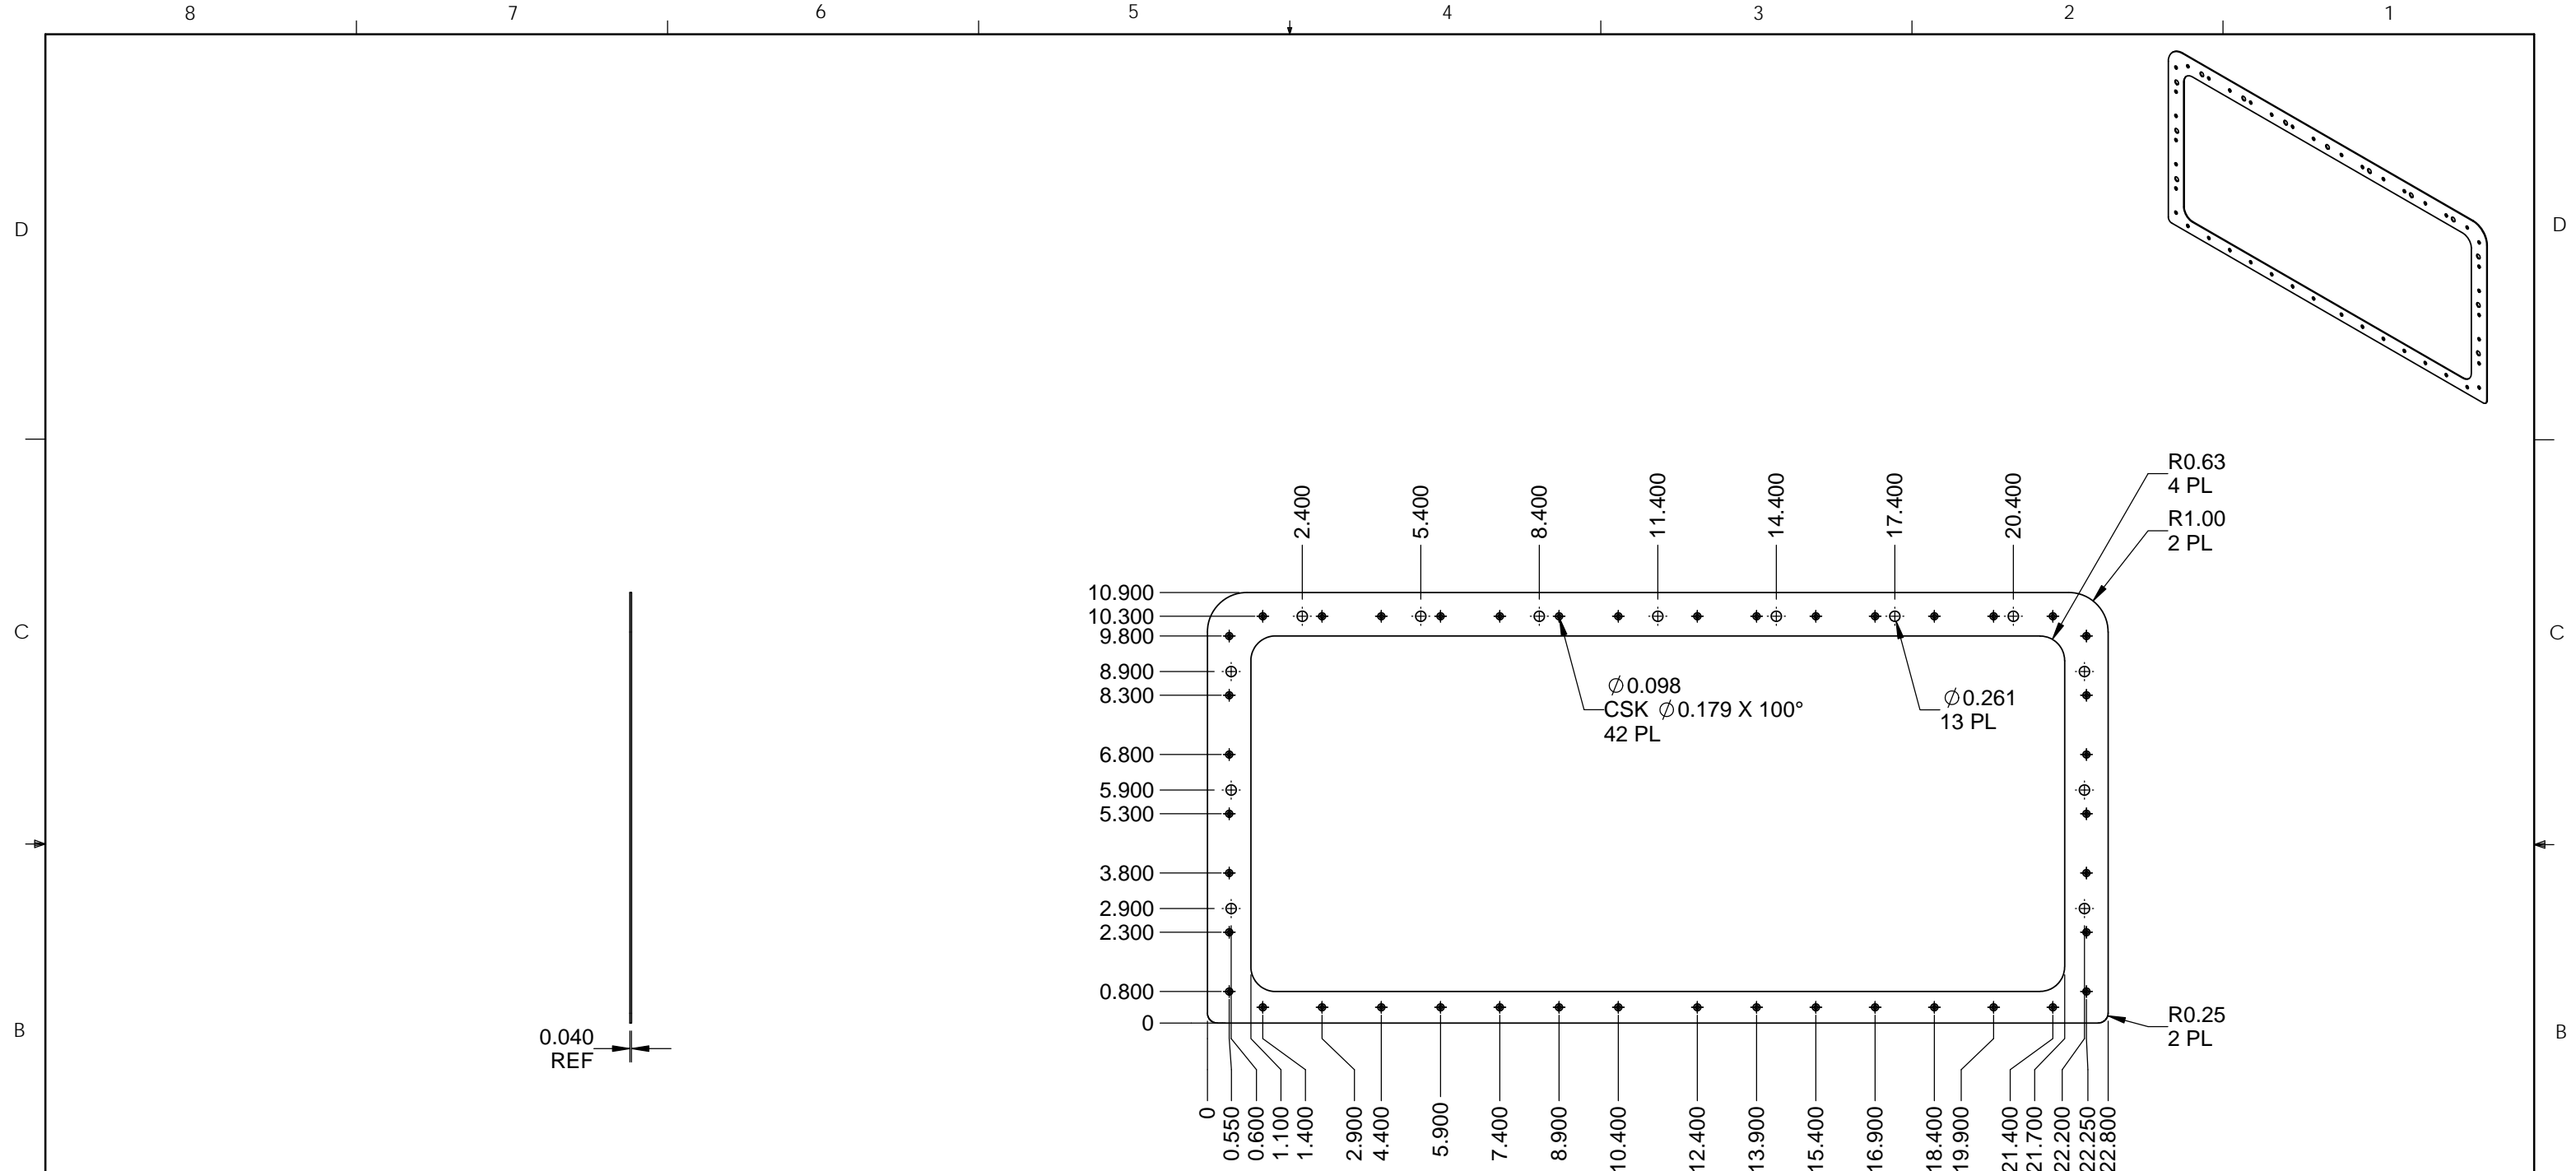 8 7 6 5 4 3 2 1
D D
R0.63
4 PL
R1.00
2 PL
2.400 5.400 8.400 11.400 14.400 17.400 20.400
10.900
10.300
9.800
8.900
8.300
6.800
5.900
5.300
3.800
2.900
2.300
0.800
0
C C
∅0.098
CSK ∅0.179 X 100°
42 PL
∅0.261
13 PL
R0.25
2 PL
B B
0.040
REF
0 0.550 0.600 1.100 1.400 2.900 4.400 5.900 7.400 8.900 10.400 12.400 13.900 15.400 16.900 18.400 19.900 21.400 21.700 22.200 22.250 22.800